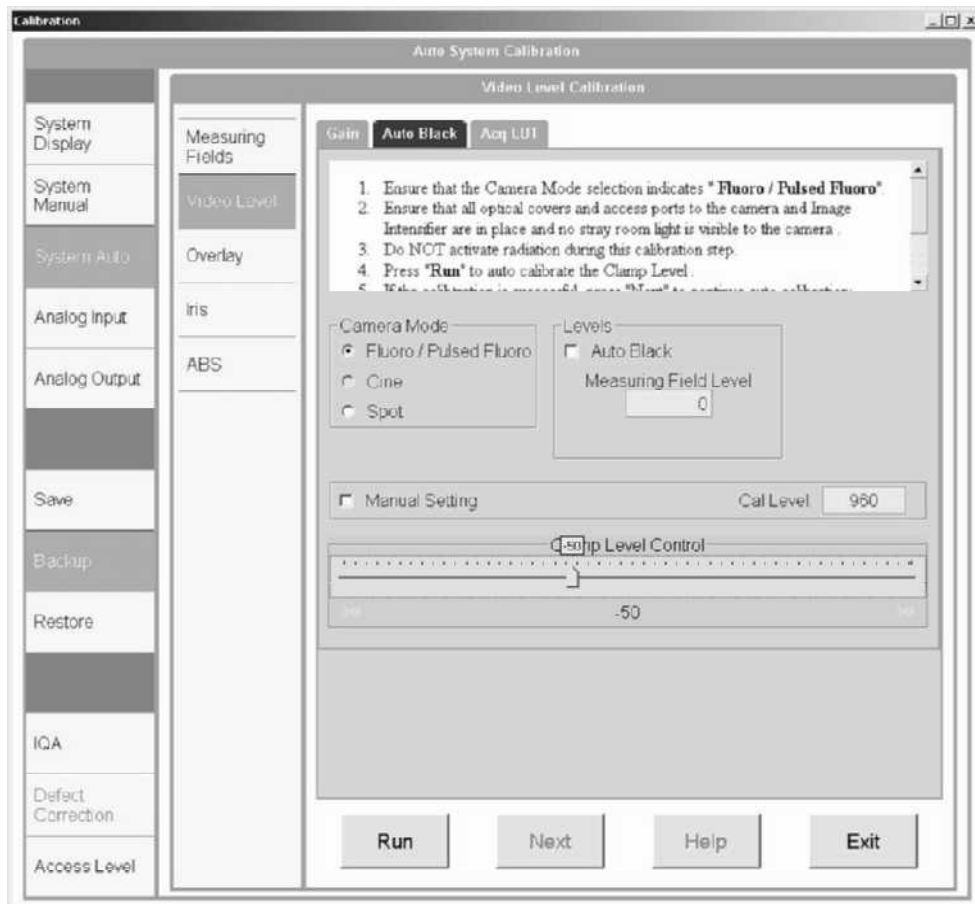 Calibration
Auto System Calibration
System
Display
System
Manual
System Auto
Analog Input
Analog Output
Save
Backup
Restore
IQA
Defect
Correction
Access Level
Video Level Calibration
Measuring
Fields
Video Level
Overlay
Iris
ABS
Gain
Auto Black
Acq LUT
1. Ensure that the Camera Mode selection indicates " Fluoro / Pulsed Fluoro".
2. Ensure that all optical covers and access ports to the camera and Image
Intensifier are in place and no stray room light is visible to the camera .
3. Do NOT activate radiation during this calibration step.
4. Press "Run" to auto calibrate the Clamp Level .
Camera Mode
Fluoro / Pulsed Fluoro
Cine
Spot
Levels
Auto Black
Measuring Field Level
0
Manual Setting
Cal Level
960
Clamp Level Control
-50
-50
Run
Next
Help
Exit